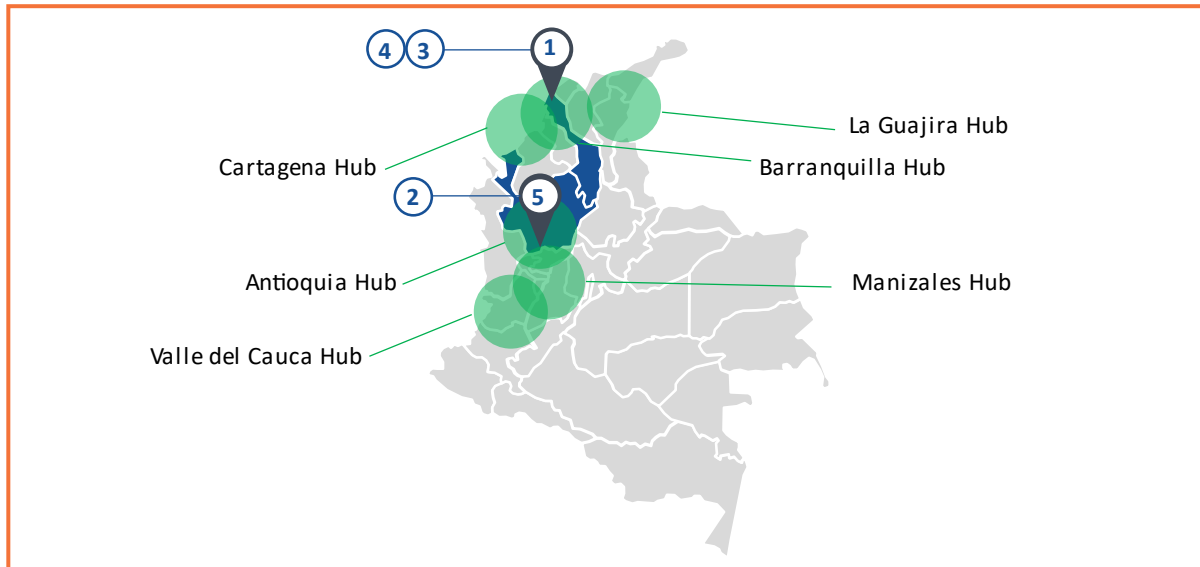 4 3 1
La Guajira Hub
Cartagena Hub
Barranquilla Hub
2 5
Antioquia Hub
Manizales Hub
Valle del Cauca Hub